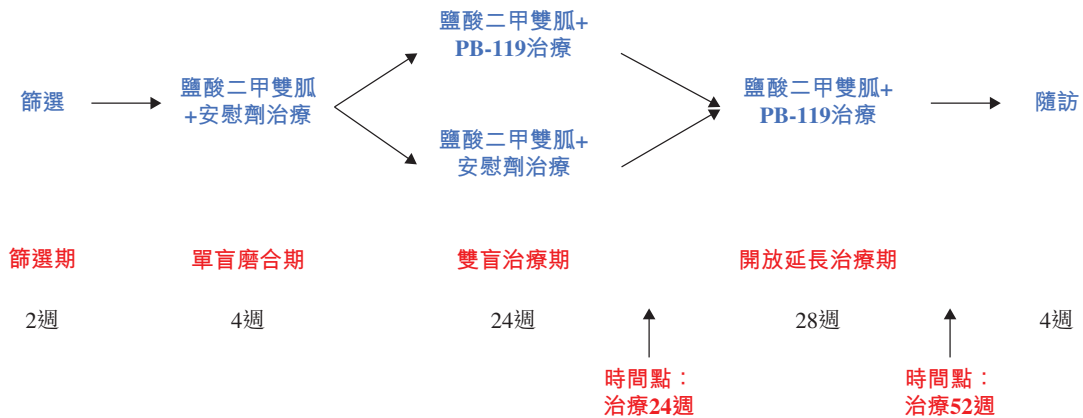 鹽酸二甲雙胍+
PB-119治療
篩選
鹽酸二甲雙胍
+安慰劑治療
鹽酸二甲雙胍+
PB-119治療
隨訪
鹽酸二甲雙胍+
安慰劑治療
篩選期
單盲磨合期
雙盲治療期
開放延長治療期
2週
4週
24週
28週
4週
時間點：
治療24週
時間點：
治療52週